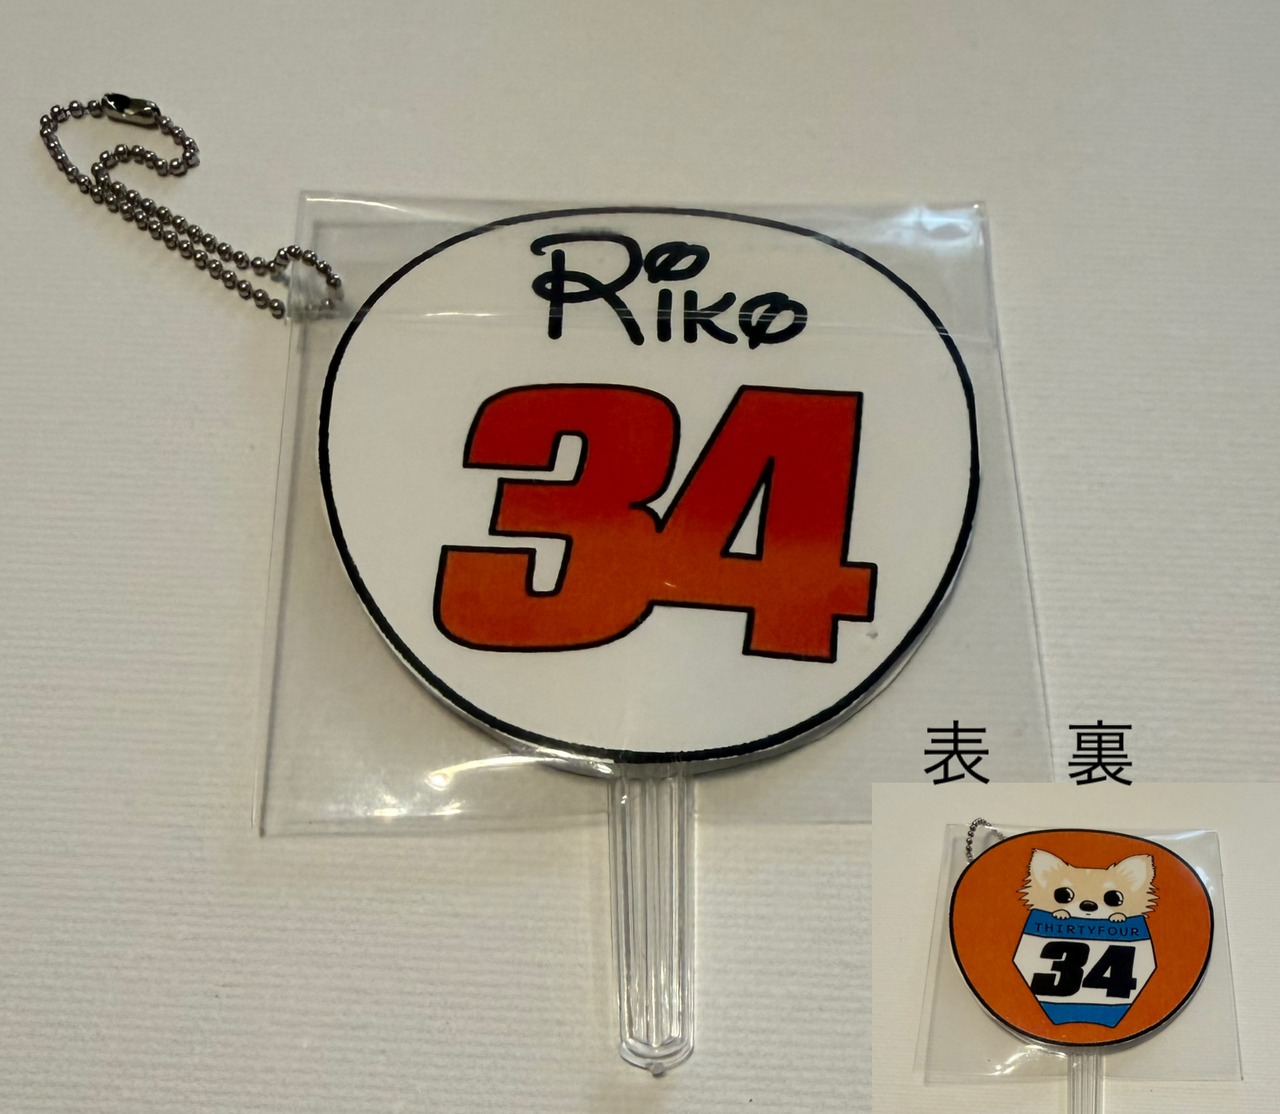 Riko
34
表 裏
THIRTYFOUR
34